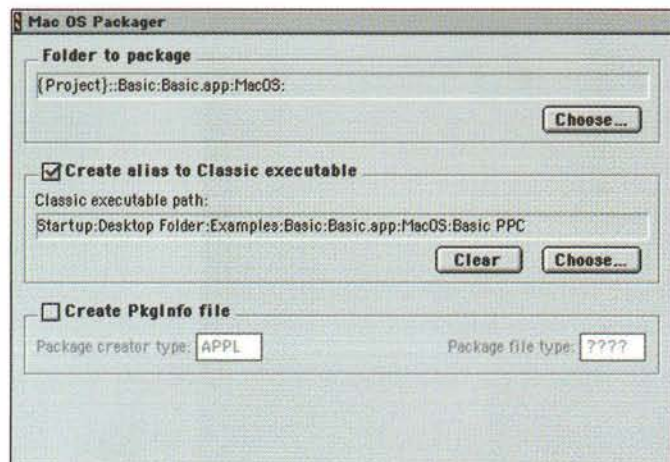 Mac OS Packager
Folder to package
{Project}::Basic:Basic.app:MacOS:
Choose...
Create alias to Classic executable
Classic executable path:
Startup:Desktop Folder:Examples:Basic:Basic.app:MacOS:Basic PPC
Clear Choose...
Create PkgInfo file
Package creator type: APPL Package file type: ????